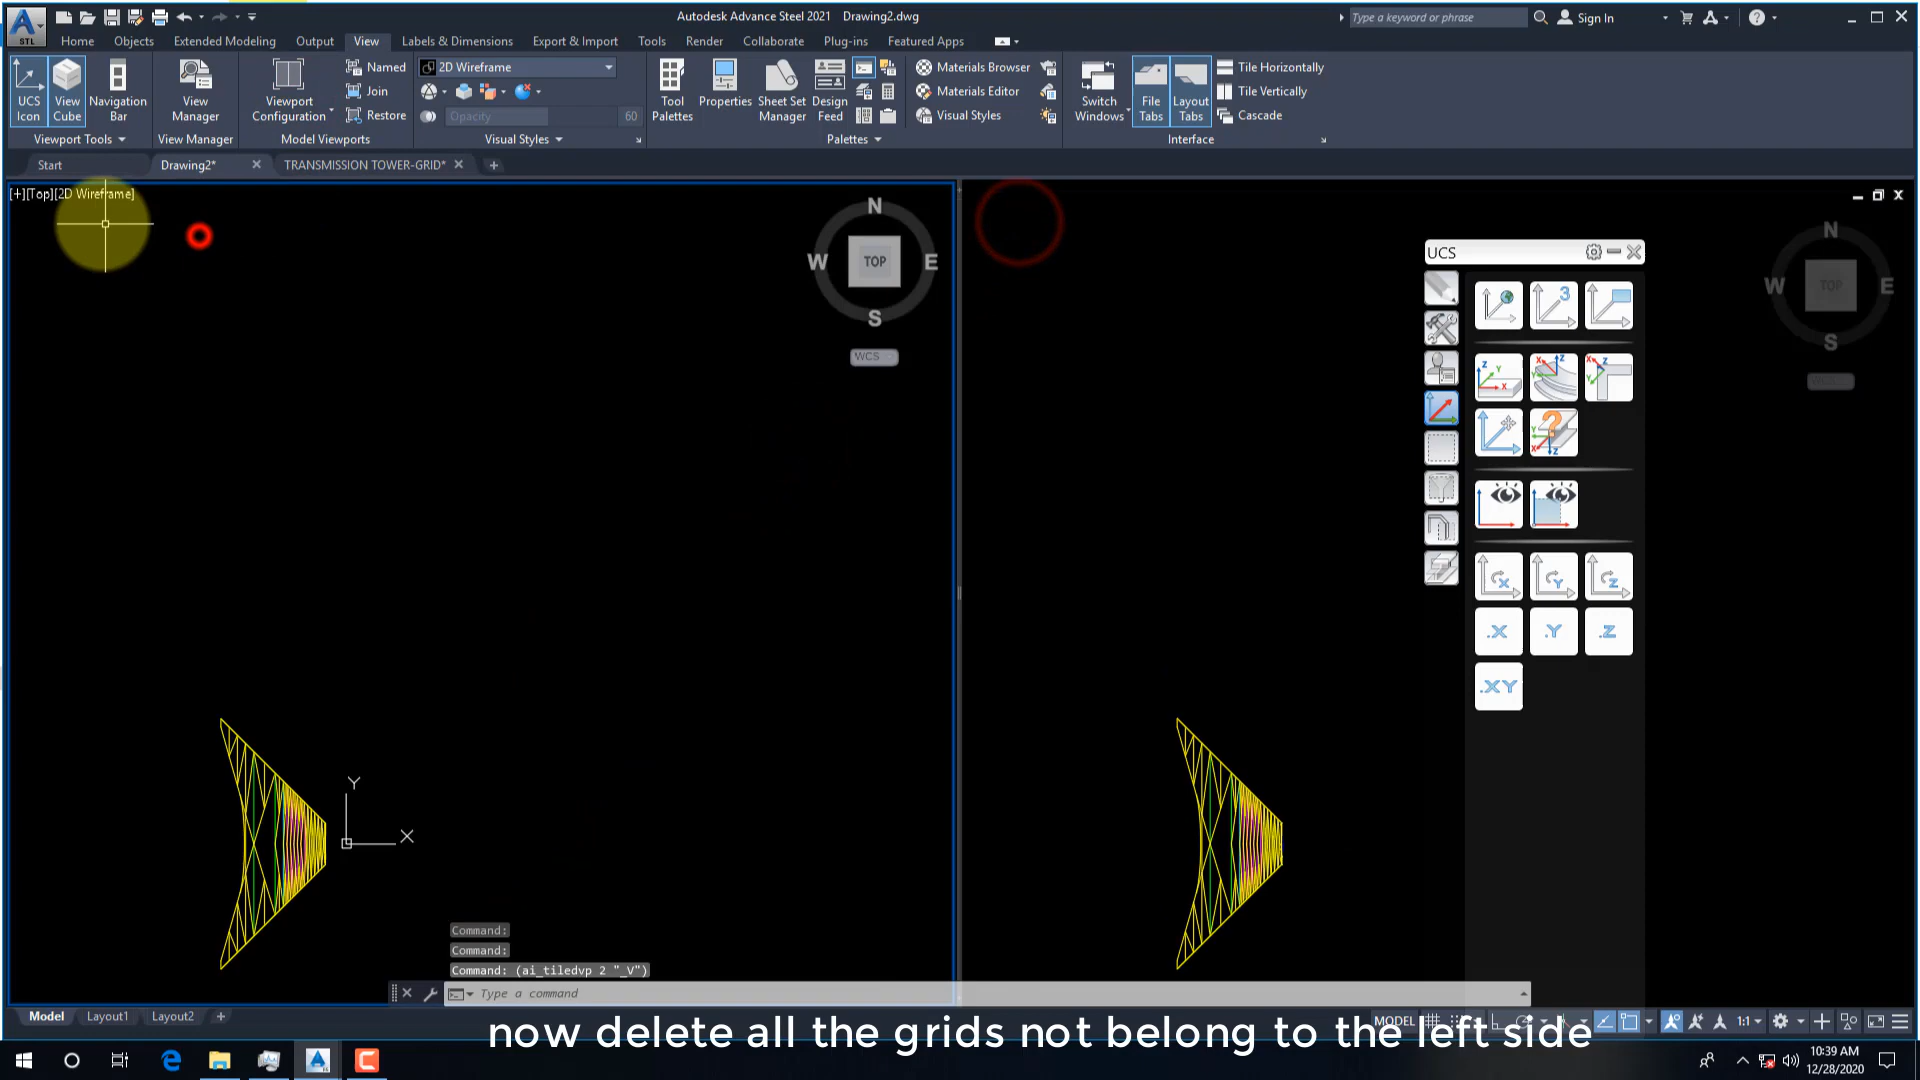 Autodesk Advance Steel 2021 Drawing2.dwg
Type a keyword or phrase
Sign In
STL
Home Objects Extended Modeling Output View Labels & Dimensions Export & Import Tools Render Collaborate Plug-ins Featured Apps
UCS Icon
View Cube
Navigation Bar
View Manager
Viewport Configuration
Named
Join
Restore
2D Wireframe
Opacity 60
Tool Palettes
Properties
Sheet Set Manager
Design Feed
Materials Browser
Materials Editor
Visual Styles
Switch Windows
File Tabs
Layout Tabs
Tile Horizontally
Tile Vertically
Cascade
Viewport Tools View Manager Model Viewports Visual Styles Palettes Interface
Start Drawing2* TRANSMISSION TOWER-GRID*
[+][Top][2D Wireframe]
N
W TOP E
S
WCS
N
W TOP E
S
UCS
3
Z Y X
X Z Y
X Z Y
? Y X Z
X Y Z
.X .Y .Z
.XY
Y
X
Command:
Command:
Command: (ai_tiledvp 2 "_V")
Type a command
Model Layout1 Layout2
MODEL
1:1
now delete all the grids not belong to the left side
10:39 AM
12/28/2020